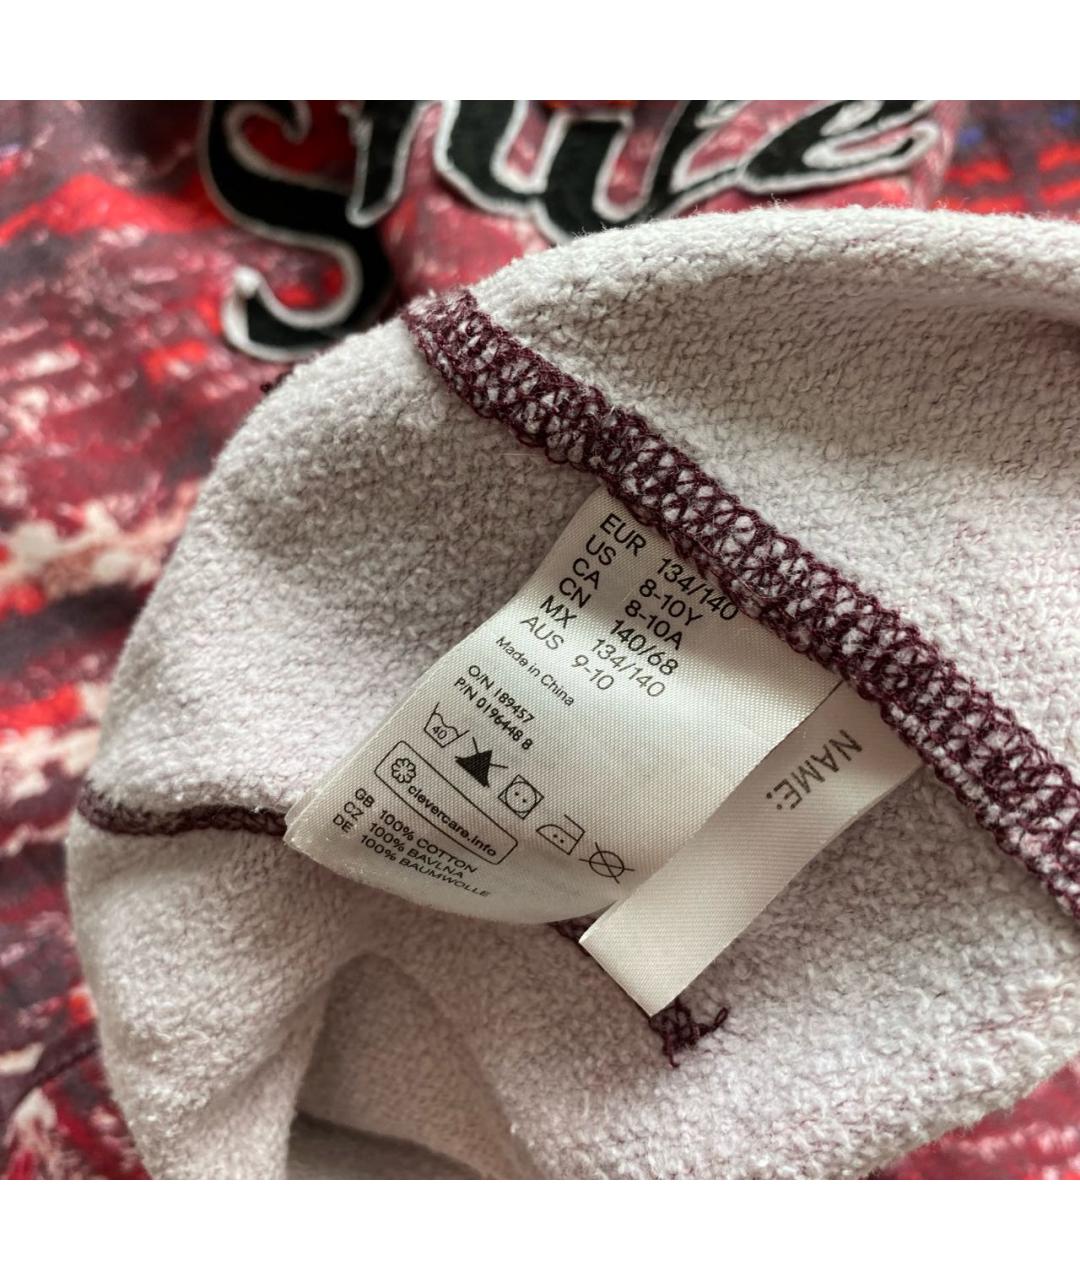 EUR 134/140
US 8-10Y
CA 8-10A
CN 140/68
MX 134/140
AUS 9-10
Made in China
O/N 189457
P/N 0196448 8
40
clevercare.info
GB 100% COTTON
CZ 100% BAVLNA
DE 100% BAUMWOLLE
NAME: